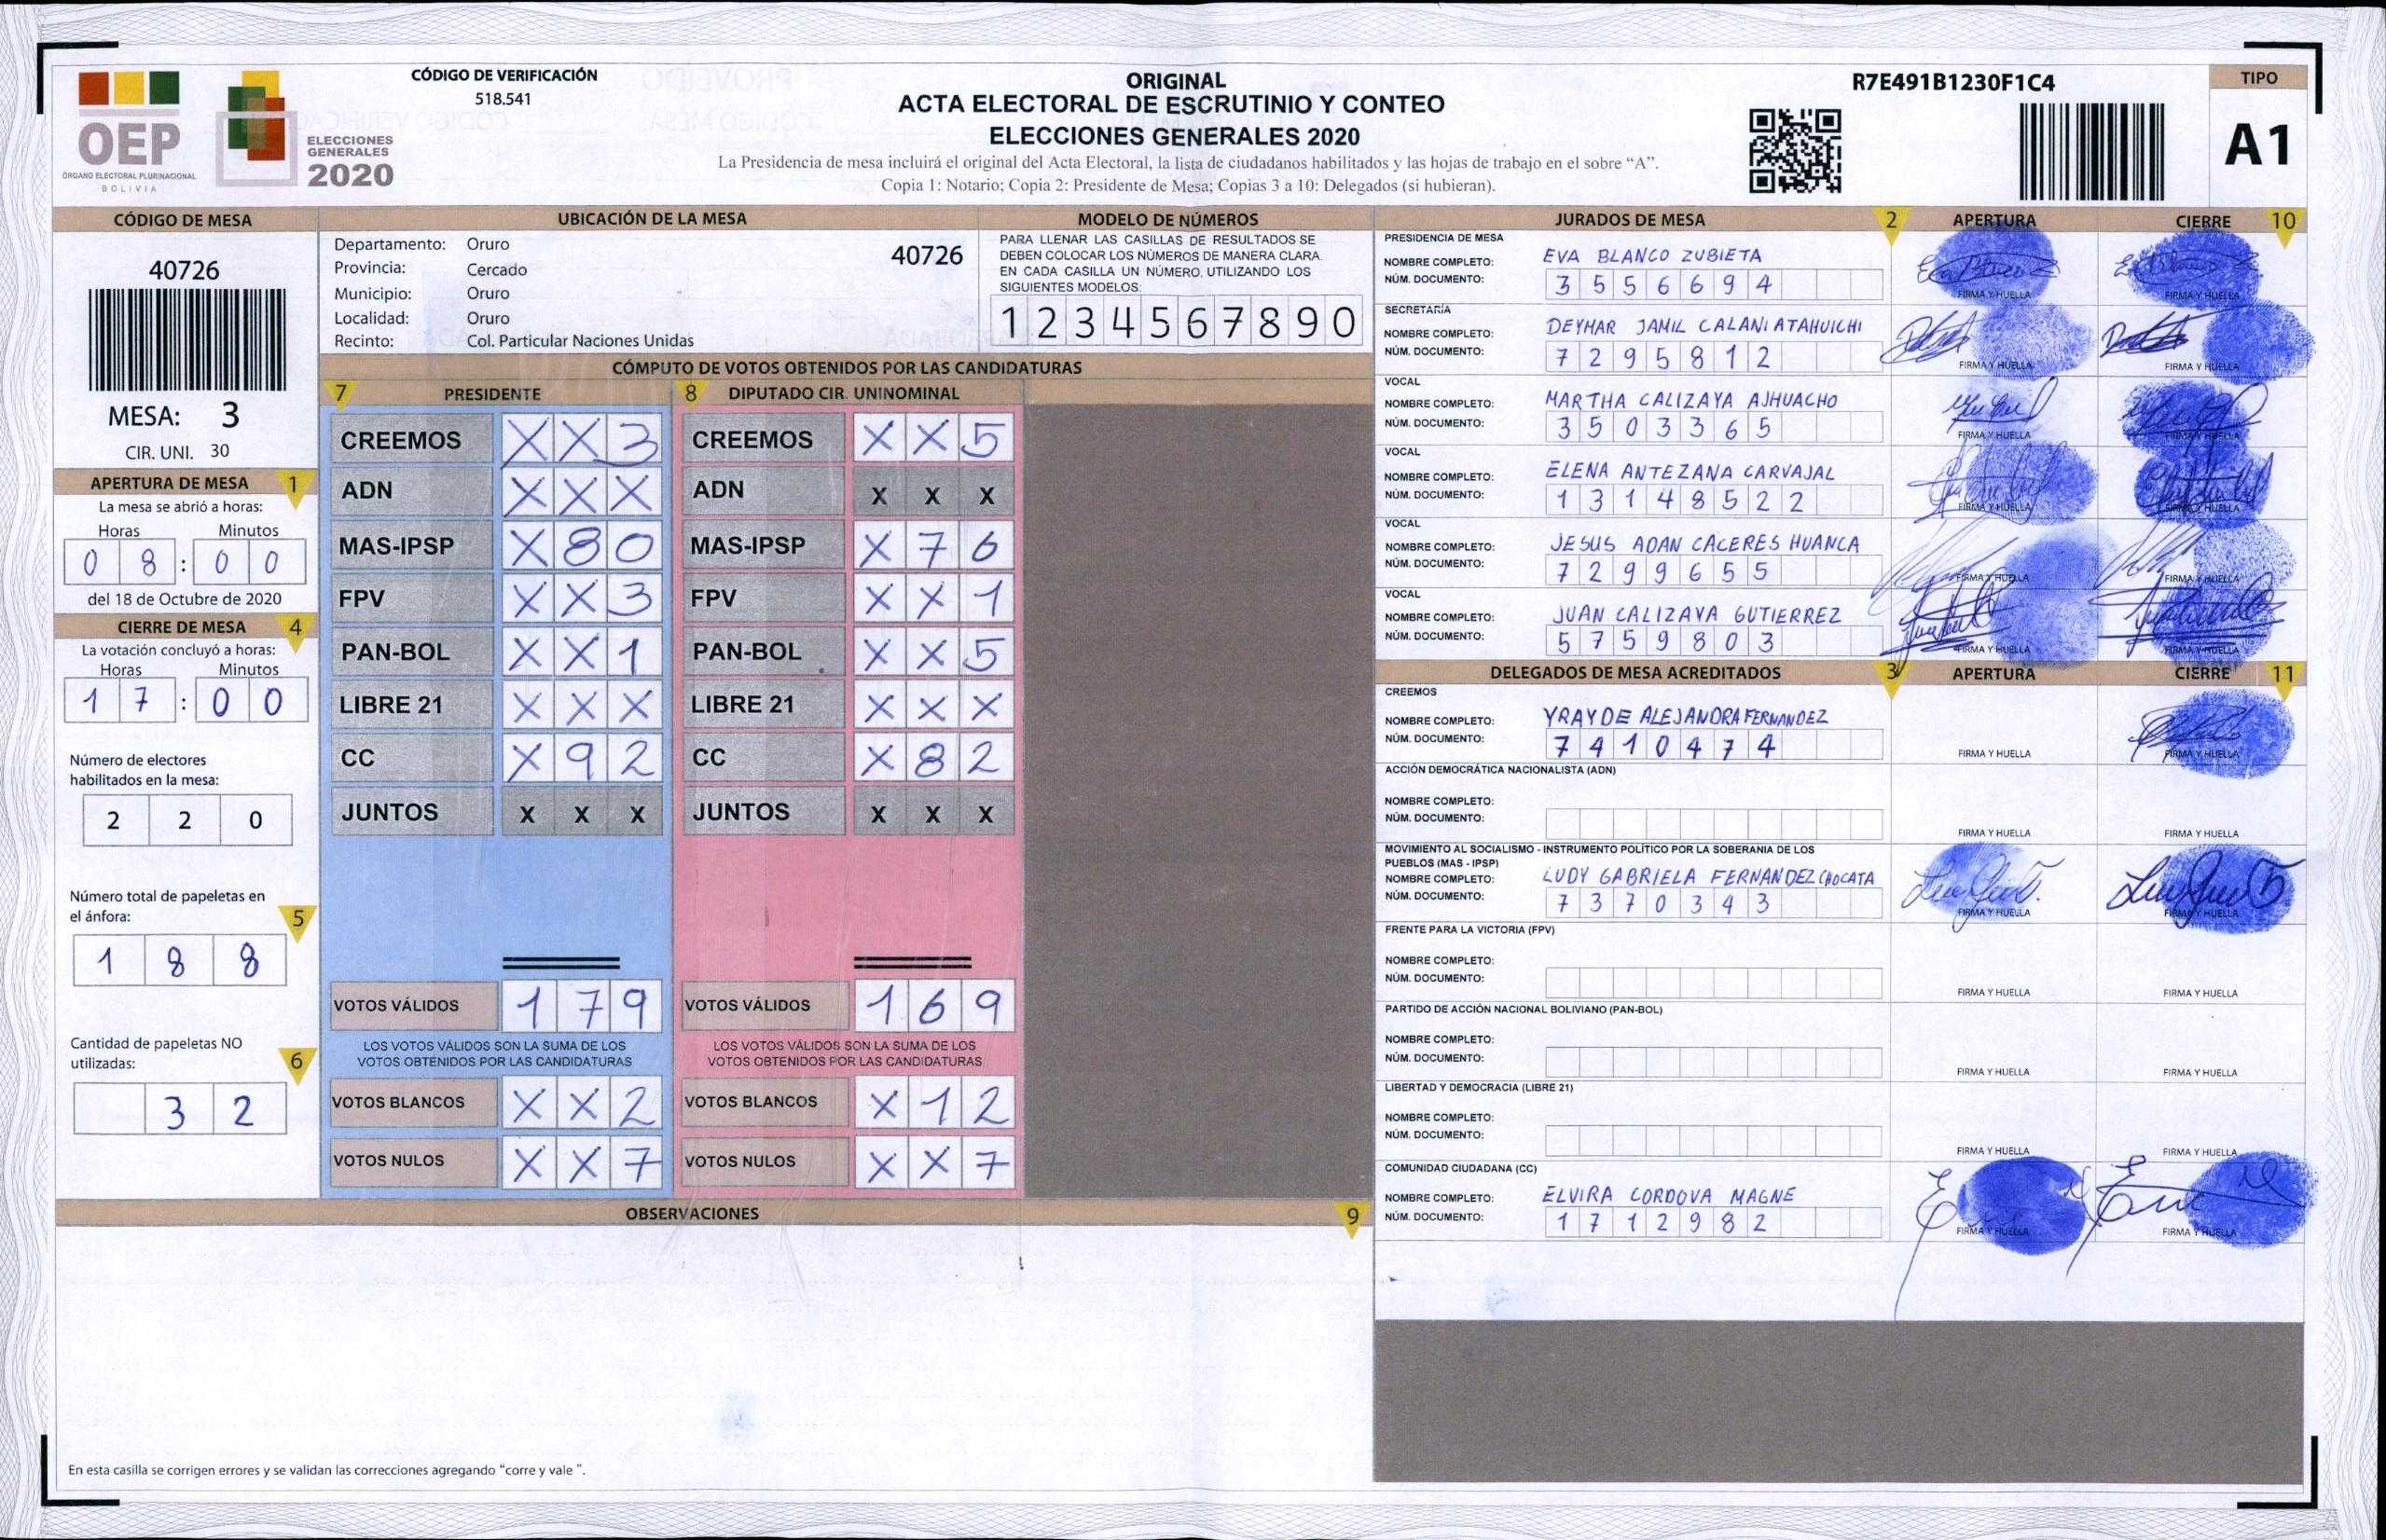 OEP
ÓRGANO ELECTORAL PLURINACIONAL
BOLIVIA
ELECCIONES
GENERALES
2020
CÓDIGO DE VERIFICACIÓN
518.541
ORIGINAL
ACTA ELECTORAL DE ESCRUTINIO Y CONTEO
ELECCIONES GENERALES 2020
La Presidencia de mesa incluirá el original del Acta Electoral, la lista de ciudadanos habilitados y las hojas de trabajo en el sobre “A”.
Copia 1: Notario; Copia 2: Presidente de Mesa; Copias 3 a 10: Delegados (si hubieran).
R7E491B1230F1C4
TIPO
A1
CÓDIGO DE MESA
40726
MESA: 3
CIR. UNI. 30
APERTURA DE MESA 1
La mesa se abrió a horas:
Horas Minutos
0 8 : 0 0
del 18 de Octubre de 2020
CIERRE DE MESA 4
La votación concluyó a horas:
Horas Minutos
1 7 : 0 0
Número de electores
habilitados en la mesa:
2 2 0
Número total de papeletas en
el ánfora: 5
1 8 8
Cantidad de papeletas NO
utilizadas: 6
3 2
UBICACIÓN DE LA MESA
Departamento: Oruro 40726
Provincia: Cercado
Municipio: Oruro
Localidad: Oruro
Recinto: Col. Particular Naciones Unidas
MODELO DE NÚMEROS
PARA LLENAR LAS CASILLAS DE RESULTADOS SE
DEBEN COLOCAR LOS NÚMEROS DE MANERA CLARA.
EN CADA CASILLA UN NÚMERO, UTILIZANDO LOS
SIGUIENTES MODELOS:
1 2 3 4 5 6 7 8 9 0
CÓMPUTO DE VOTOS OBTENIDOS POR LAS CANDIDATURAS
7 PRESIDENTE
CREEMOS X X 3
ADN X X X
MAS-IPSP X 8 0
FPV X X 3
PAN-BOL X X 1
LIBRE 21 X X X
CC X 9 2
JUNTOS X X X
VOTOS VÁLIDOS 1 7 9
LOS VOTOS VÁLIDOS SON LA SUMA DE LOS
VOTOS OBTENIDOS POR LAS CANDIDATURAS
VOTOS BLANCOS X X 2
VOTOS NULOS X X 7
8 DIPUTADO CIR. UNINOMINAL
CREEMOS X X 5
ADN X X X
MAS-IPSP X 7 6
FPV X X 1
PAN-BOL X X 5
LIBRE 21 X X X
CC X 8 2
JUNTOS X X X
VOTOS VÁLIDOS 1 6 9
LOS VOTOS VÁLIDOS SON LA SUMA DE LOS
VOTOS OBTENIDOS POR LAS CANDIDATURAS
VOTOS BLANCOS X 1 2
VOTOS NULOS X X 7
OBSERVACIONES 9
En esta casilla se corrigen errores y se validan las correcciones agregando “corre y vale ”.
JURADOS DE MESA 2 APERTURA CIERRE 10
PRESIDENCIA DE MESA
NOMBRE COMPLETO: EVA BLANCO ZUBIETA
NÚM. DOCUMENTO: 3 5 5 6 6 9 4
FIRMA Y HUELLA FIRMA Y HUELLA
SECRETARÍA
NOMBRE COMPLETO: DEYMAR JAMIL CALANI ATAHUICHI
NÚM. DOCUMENTO: 7 2 9 5 8 1 2
FIRMA Y HUELLA FIRMA Y HUELLA
VOCAL
NOMBRE COMPLETO: MARTHA CALIZAYA AJHUACHO
NÚM. DOCUMENTO: 3 5 0 3 3 6 5
FIRMA Y HUELLA FIRMA Y HUELLA
VOCAL
NOMBRE COMPLETO: ELENA ANTEZANA CARVAJAL
NÚM. DOCUMENTO: 1 3 1 4 8 5 2 2
FIRMA Y HUELLA FIRMA Y HUELLA
VOCAL
NOMBRE COMPLETO: JESUS ADAN CACERES HUANCA
NÚM. DOCUMENTO: 7 2 9 9 6 5 5
FIRMA Y HUELLA FIRMA Y HUELLA
VOCAL
NOMBRE COMPLETO: JUAN CALIZAYA GUTIERREZ
NÚM. DOCUMENTO: 5 7 5 9 8 0 3
FIRMA Y HUELLA FIRMA Y HUELLA
DELEGADOS DE MESA ACREDITADOS 3 APERTURA CIERRE 11
CREEMOS
NOMBRE COMPLETO: YRAYDE ALEJANDRA FERNANDEZ
NÚM. DOCUMENTO: 7 4 1 0 4 7 4
FIRMA Y HUELLA FIRMA Y HUELLA
ACCIÓN DEMOCRÁTICA NACIONALISTA (ADN)
NOMBRE COMPLETO:
NÚM. DOCUMENTO:
FIRMA Y HUELLA FIRMA Y HUELLA
MOVIMIENTO AL SOCIALISMO - INSTRUMENTO POLÍTICO POR LA SOBERANIA DE LOS
PUEBLOS (MAS - IPSP)
NOMBRE COMPLETO: LUDY GABRIELA FERNANDEZ CHOCATA
NÚM. DOCUMENTO: 7 3 7 0 3 4 3
FIRMA Y HUELLA FIRMA Y HUELLA
FRENTE PARA LA VICTORIA (FPV)
NOMBRE COMPLETO:
NÚM. DOCUMENTO:
FIRMA Y HUELLA FIRMA Y HUELLA
PARTIDO DE ACCIÓN NACIONAL BOLIVIANO (PAN-BOL)
NOMBRE COMPLETO:
NÚM. DOCUMENTO:
FIRMA Y HUELLA FIRMA Y HUELLA
LIBERTAD Y DEMOCRACIA (LIBRE 21)
NOMBRE COMPLETO:
NÚM. DOCUMENTO:
FIRMA Y HUELLA FIRMA Y HUELLA
COMUNIDAD CIUDADANA (CC)
NOMBRE COMPLETO: ELVIRA CORDOVA MAGNE
NÚM. DOCUMENTO: 1 7 1 2 9 8 2
FIRMA Y HUELLA FIRMA Y HUELLA